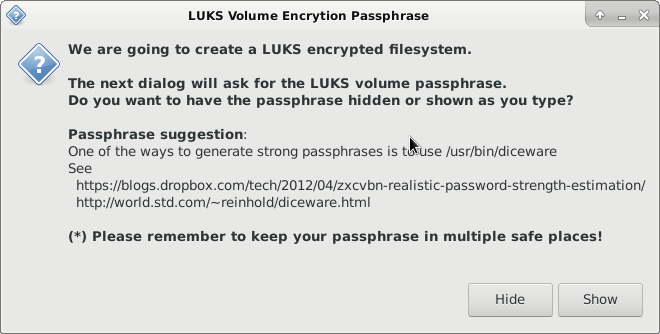 LUKS Volume Encrytion Passphrase
We are going to create a LUKS encrypted filesystem.
The next dialog will ask for the LUKS volume passphrase.
Do you want to have the passphrase hidden or shown as you type?
Passphrase suggestion:
One of the ways to generate strong passphrases is to use /usr/bin/diceware
See
https://blogs.dropbox.com/tech/2012/04/zxcvbn-realistic-password-strength-estimation/
http://world.std.com/~reinhold/diceware.html
(*) Please remember to keep your passphrase in multiple safe places!
Hide Show